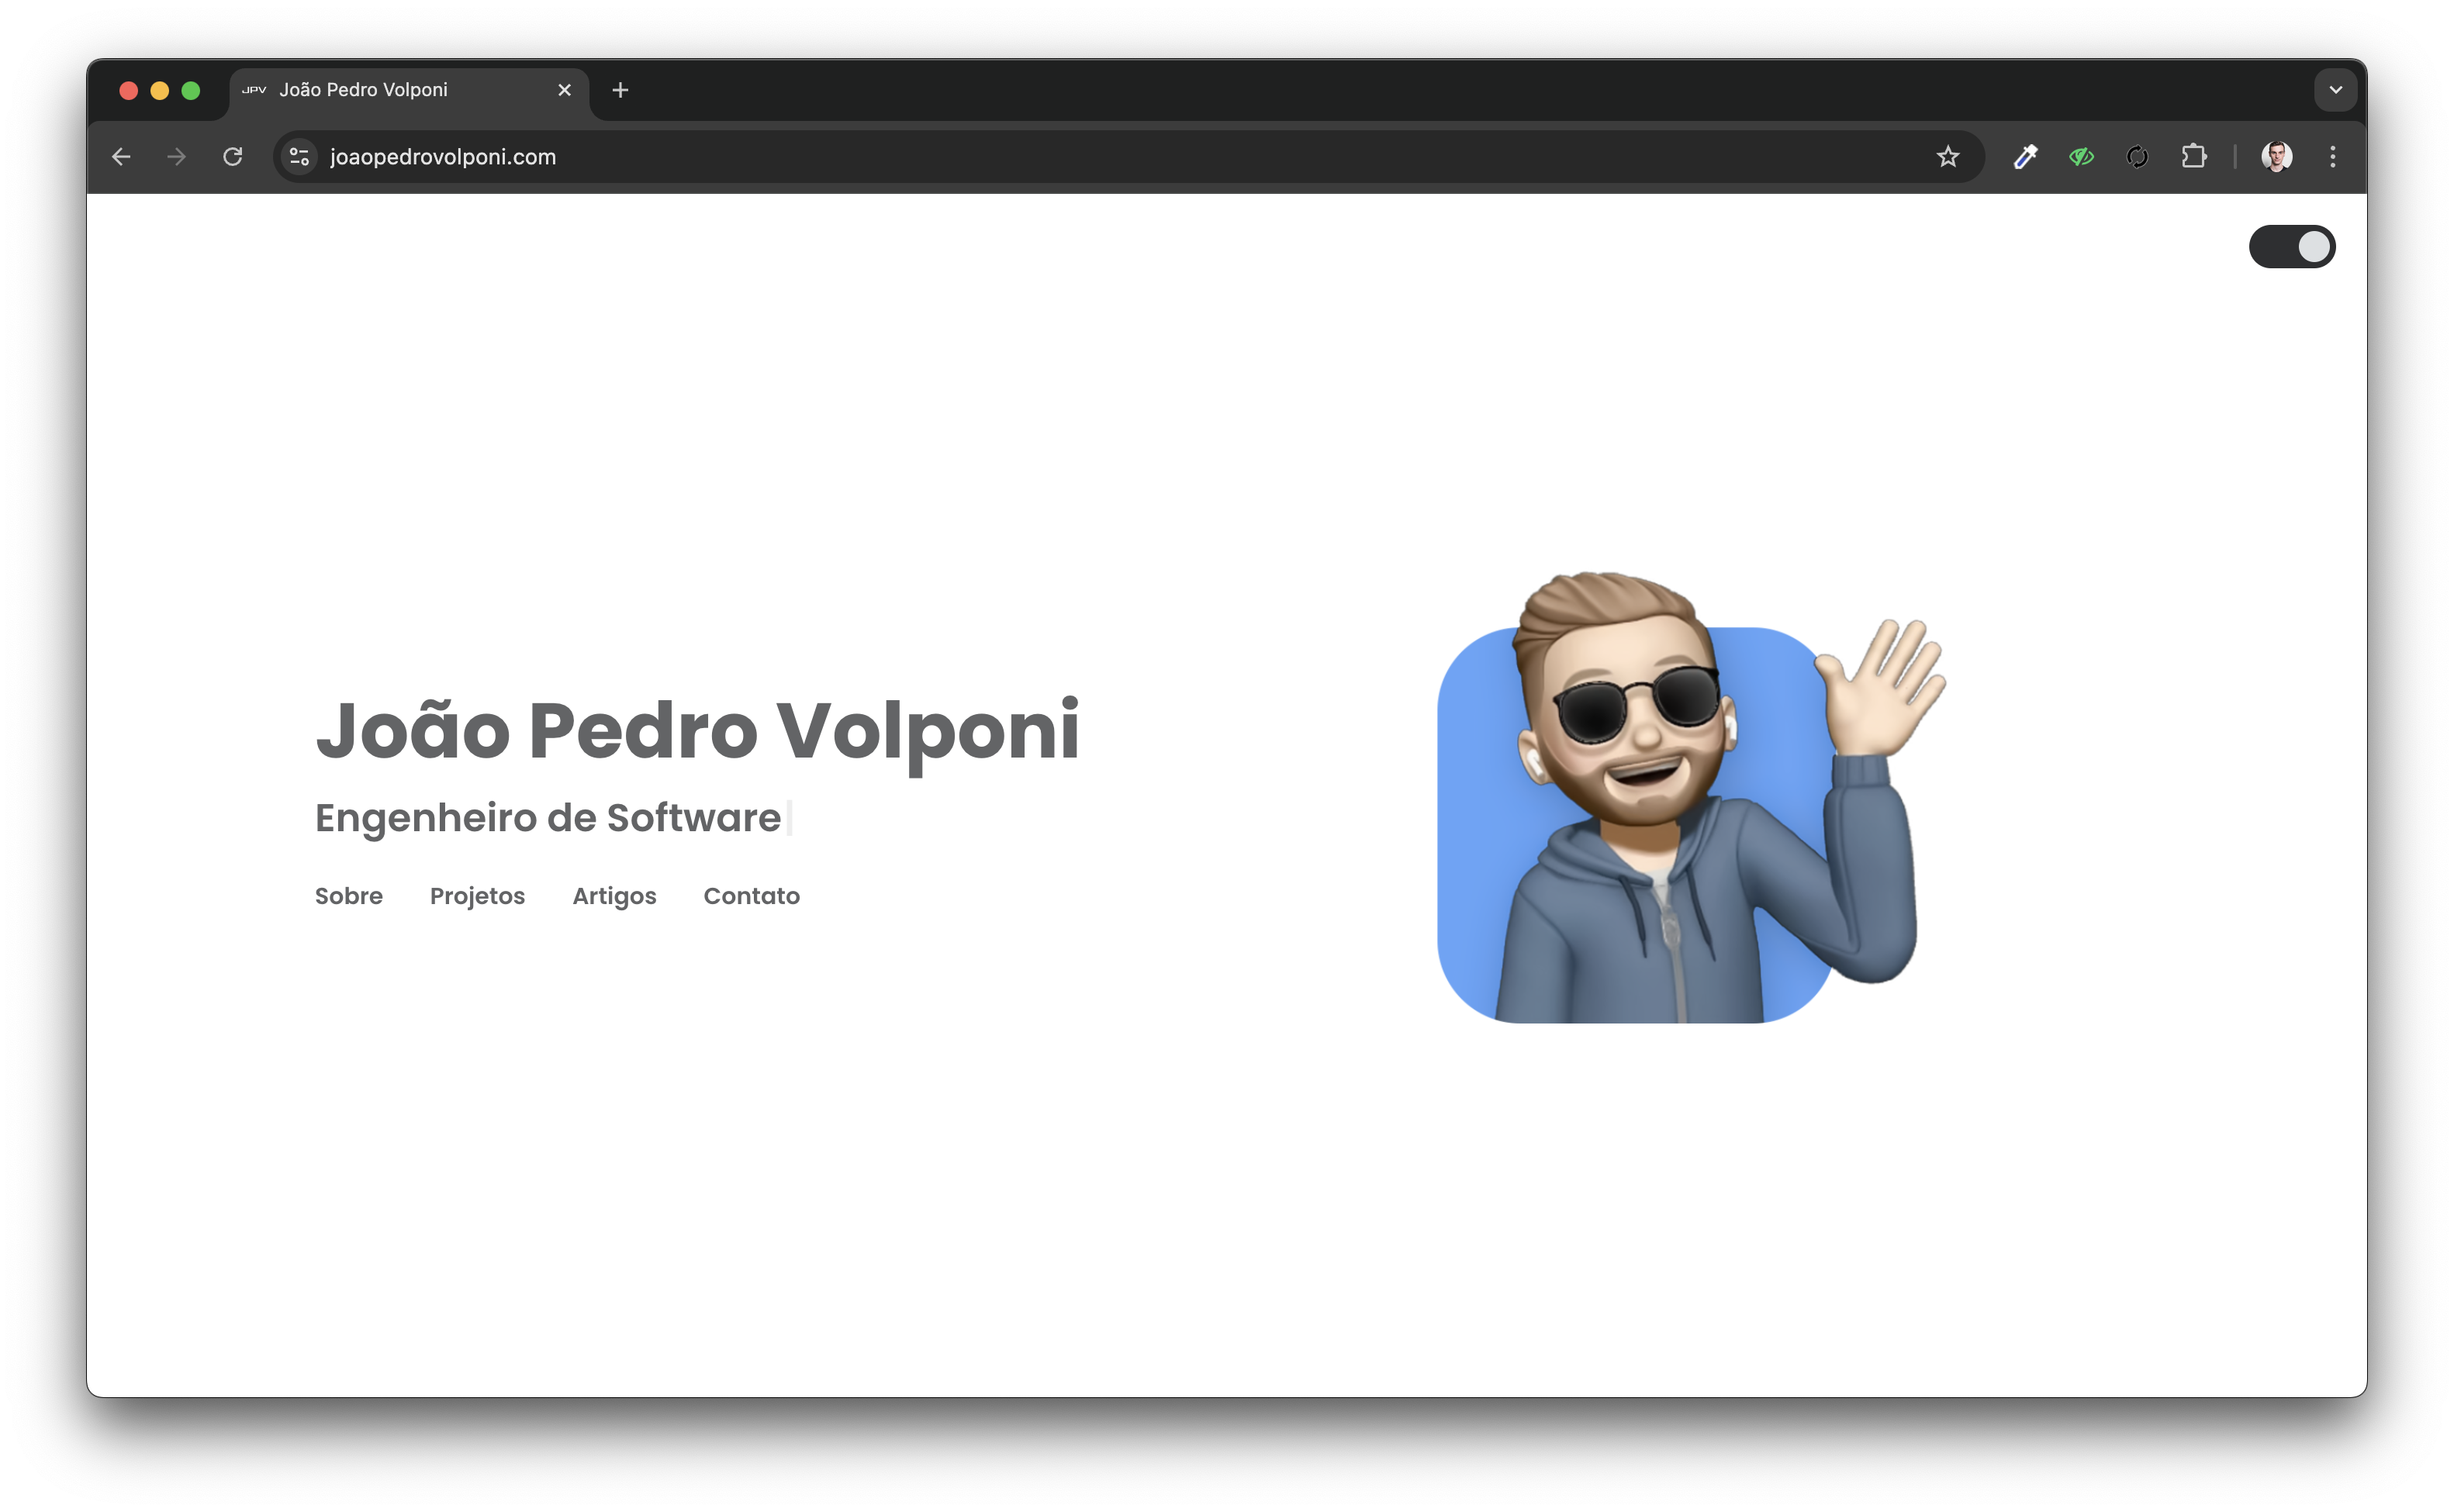 JPV João Pedro Volponi
joaopedrovolponi.com
João Pedro Volponi
Engenheiro de Software
Sobre Projetos Artigos Contato